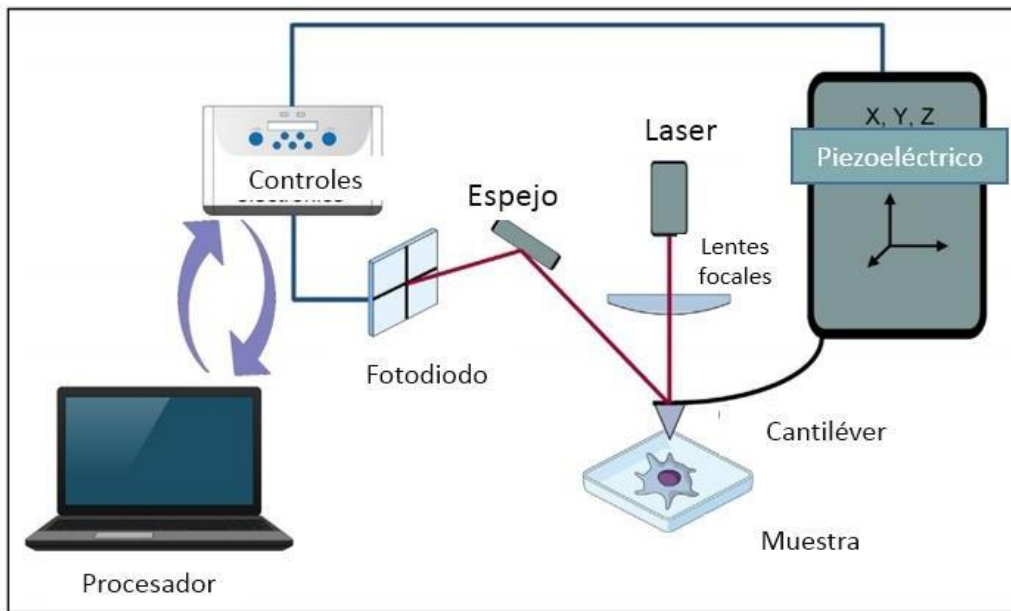 X, Y, Z
Piezoeléctrico
Laser
Controles
Espejo
Lentes
focales
Fotodiodo
Cantiléver
Muestra
Procesador